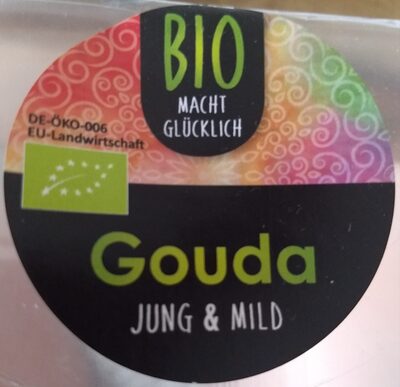 BIO
MACHT
GLÜCKLICH
DE-ÖKO-006
EU-Landwirtschaft
Gouda
JUNG & MILD